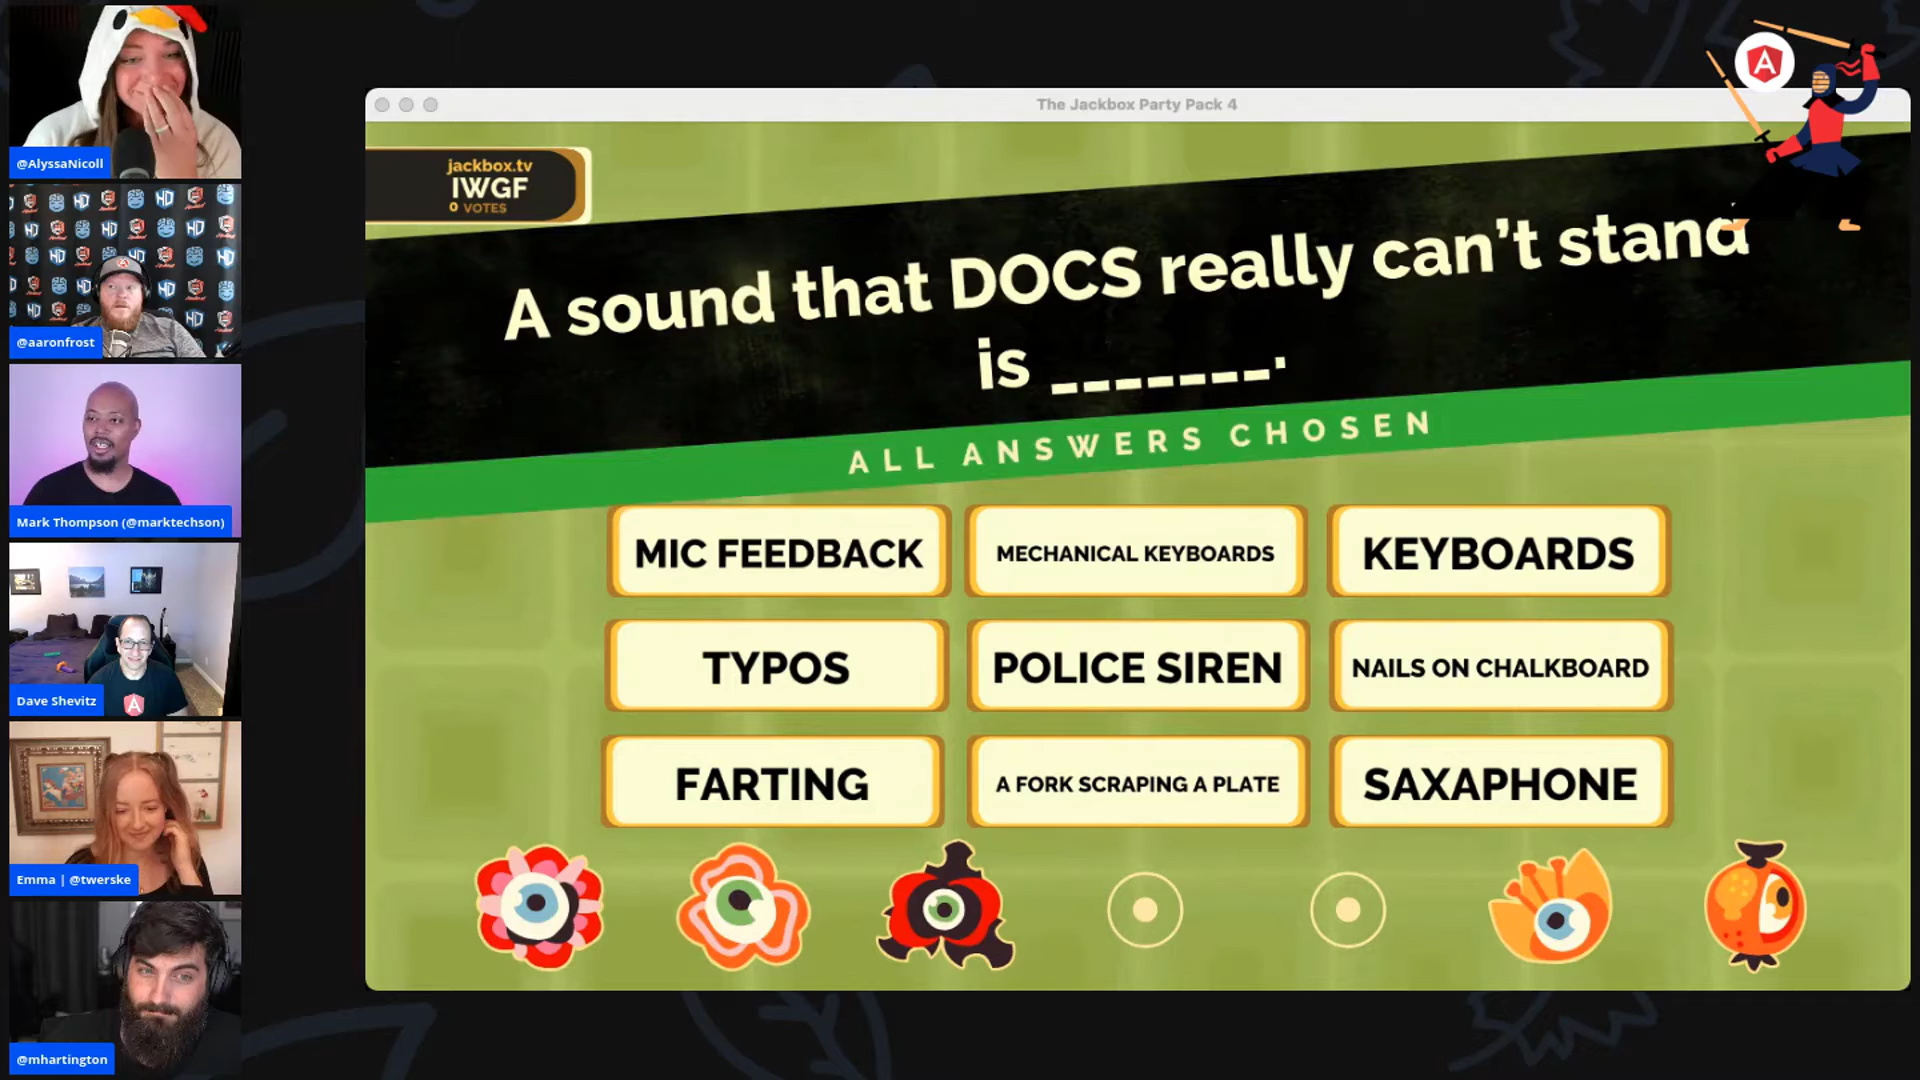 @AlyssaNicoll
@aaronfrost
Mark Thompson (@marktechson)
Dave Shevitz
Emma | @twerske
@mhartington
The Jackbox Party Pack 4
jackbox.tv
IWGF
0 VOTES
A sound that DOCS really can't stand
is _______.
ALL ANSWERS CHOSEN
MIC FEEDBACK
MECHANICAL KEYBOARDS
KEYBOARDS
TYPOS
POLICE SIREN
NAILS ON CHALKBOARD
FARTING
A FORK SCRAPING A PLATE
SAXAPHONE
A
HD